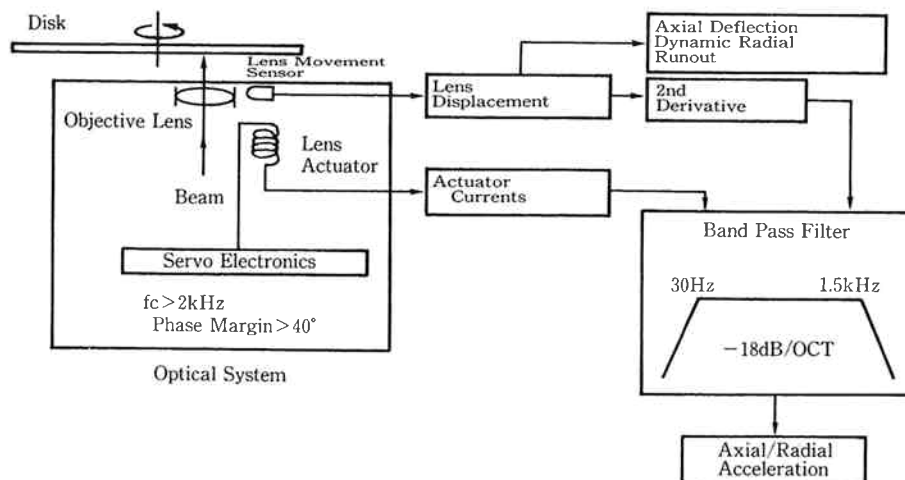 Disk
Lens Movement
Sensor
Objective Lens
Lens
Actuator
Beam
Servo Electronics
fc>2kHz
Phase Margin>40°
Optical System
Lens
Displacement
Axial Deflection
Dynamic Radial
Runout
2nd
Derivative
Actuator
Currents
Band Pass Filter
30Hz
1.5kHz
−18dB/OCT
Axial/Radial
Acceleration